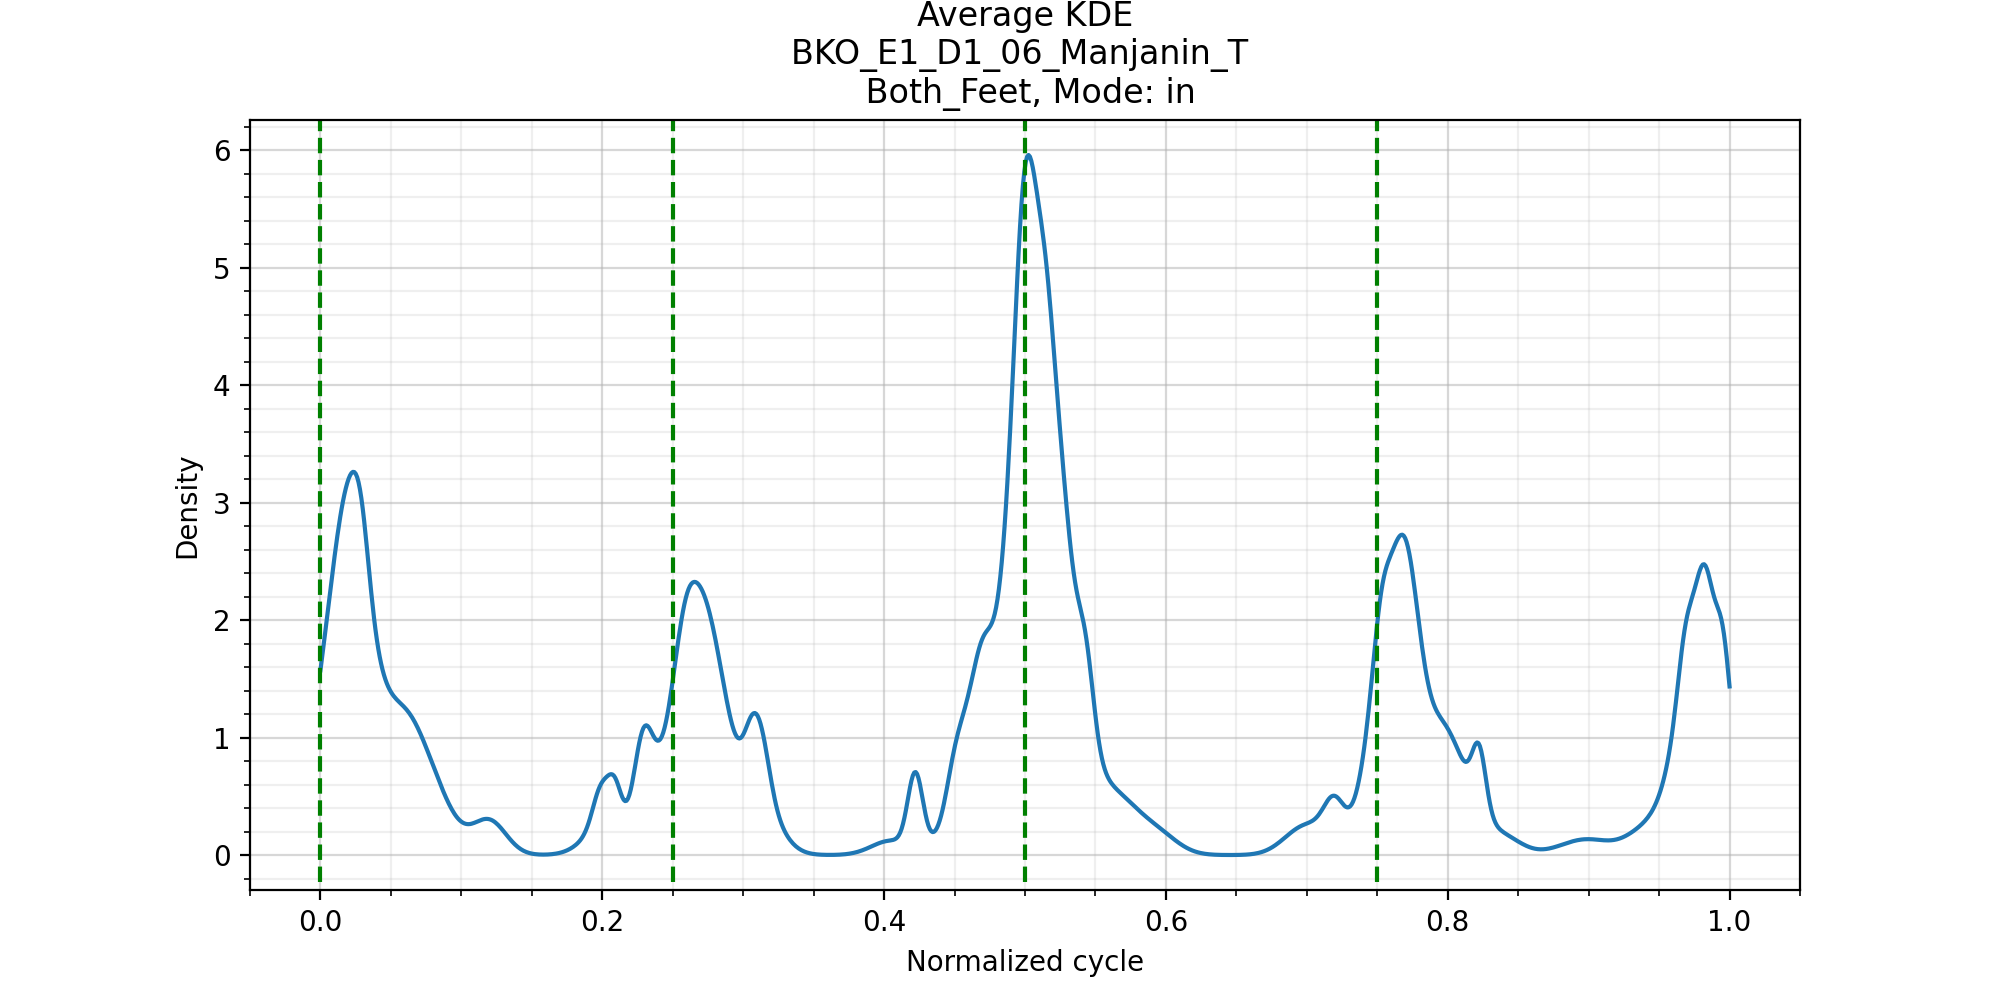 Average KDE
BKO_E1_D1_06_Manjanin_T
Both_Feet, Mode: in
6
5
4
3
2
1
0
Density
0.0 0.2 0.4 0.6 0.8 1.0
Normalized cycle